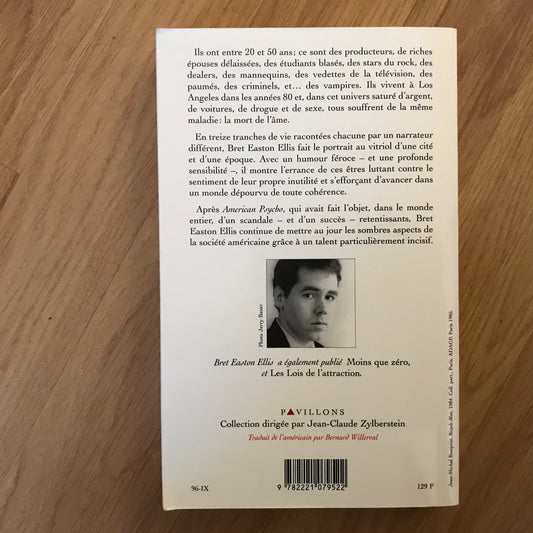 Ils ont entre 20 et 50 ans ; ce sont des producteurs, de riches
épouses délaissées, des étudiants blasés, des stars du rock, des
dealers, des mannequins, des vedettes de la télévision, des
paumés, des criminels, et... des vampires. Ils vivent à Los
Angeles dans les années 80 et, dans cet univers saturé d'argent,
de voitures, de drogue et de sexe, tous souffrent de la même
maladie : la mort de l'âme.
En treize tranches de vie racontées chacune par un narrateur
différent, Bret Easton Ellis fait le portrait au vitriol d'une cité
et d'une époque. Avec un humour féroce – et une profonde
sensibilité –, il montre l'errance de ces êtres luttant contre le
sentiment de leur propre inutilité et s'efforçant d'avancer dans
un monde dépourvu de toute cohérence.
Après American Psycho, qui avait fait l'objet, dans le monde
entier, d'un scandale – et d'un succès – retentissants, Bret
Easton Ellis continue de mettre au jour les sombres aspects de
la société américaine grâce à un talent particulièrement incisif.
Photo Jerry Bauer
Bret Easton Ellis a également publié Moins que zéro,
et Les Lois de l'attraction.
PAVILLONS
Collection dirigée par Jean-Claude Zylberstein
Traduit de l'américain par Bernard Willerval
96-IX
9 782221 079522
129 F
Jean-Michel Basquiat, 1984. Coll. part., Paris. ADAGP, Paris 1986